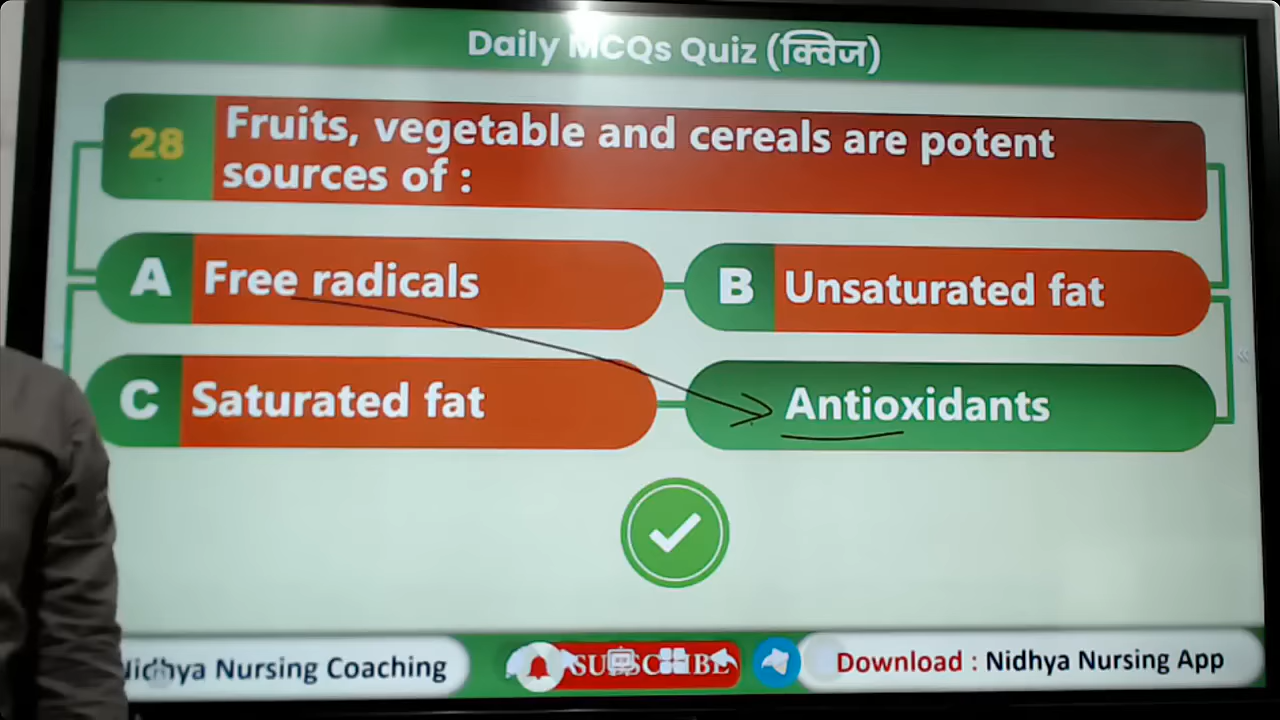 Daily MCQs Quiz (क्विज)
28
Fruits, vegetable and cereals are potent
sources of :
A Free radicals
B Unsaturated fat
C Saturated fat
Antioxidants
Nidhya Nursing Coaching
SUBSCRIBE
Download : Nidhya Nursing App